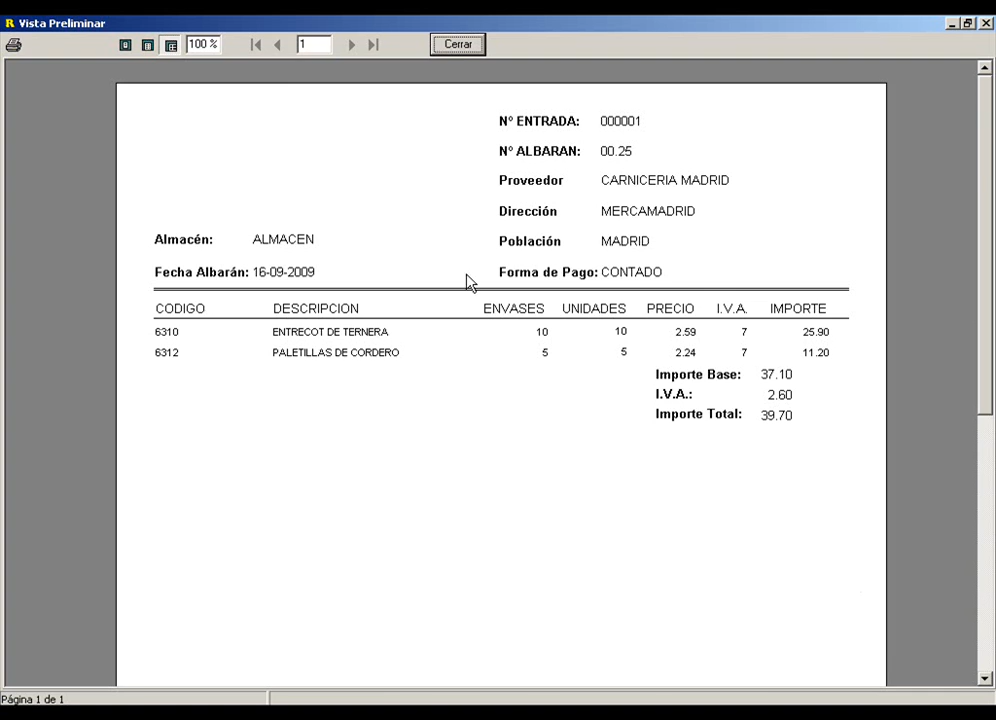 R Vista Preliminar
100 % 1 Cerrar
Nº ENTRADA: 000001
Nº ALBARAN: 00.25
Proveedor CARNICERIA MADRID
Dirección MERCAMADRID
Almacén: ALMACEN
Población MADRID
Fecha Albarán: 16-09-2009 Forma de Pago: CONTADO
CODIGO DESCRIPCION ENVASES UNIDADES PRECIO I.V.A. IMPORTE
6310 ENTRECOT DE TERNERA 10 10 2.59 7 25.90
6312 PALETILLAS DE CORDERO 5 5 2.24 7 11.20
Importe Base: 37.10
I.V.A.: 2.60
Importe Total: 39.70
Página 1 de 1